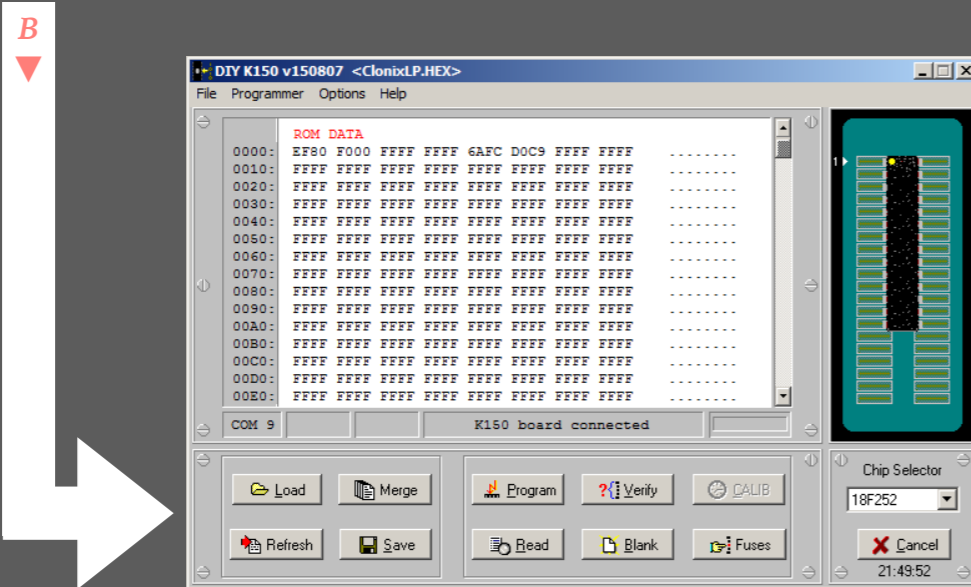 B
DIY K150 v150807 <ClonixLP.HEX>
File Programmer Options Help
ROM DATA
0000: EF80 F000 FFFF FFFF 6AFC D0C9 FFFF FFFF ........
0010: FFFF FFFF FFFF FFFF FFFF FFFF FFFF FFFF ........
0020: FFFF FFFF FFFF FFFF FFFF FFFF FFFF FFFF ........
0030: FFFF FFFF FFFF FFFF FFFF FFFF FFFF FFFF ........
0040: FFFF FFFF FFFF FFFF FFFF FFFF FFFF FFFF ........
0050: FFFF FFFF FFFF FFFF FFFF FFFF FFFF FFFF ........
0060: FFFF FFFF FFFF FFFF FFFF FFFF FFFF FFFF ........
0070: FFFF FFFF FFFF FFFF FFFF FFFF FFFF FFFF ........
0080: FFFF FFFF FFFF FFFF FFFF FFFF FFFF FFFF ........
0090: FFFF FFFF FFFF FFFF FFFF FFFF FFFF FFFF ........
00A0: FFFF FFFF FFFF FFFF FFFF FFFF FFFF FFFF ........
00B0: FFFF FFFF FFFF FFFF FFFF FFFF FFFF FFFF ........
00C0: FFFF FFFF FFFF FFFF FFFF FFFF FFFF FFFF ........
00D0: FFFF FFFF FFFF FFFF FFFF FFFF FFFF FFFF ........
00E0: FFFF FFFF FFFF FFFF FFFF FFFF FFFF FFFF ........
1
COM 9 K150 board connected
Chip Selector
18F252
Load Merge Program Verify CALIB
Refresh Save Read Blank Fuses Cancel
21:49:52